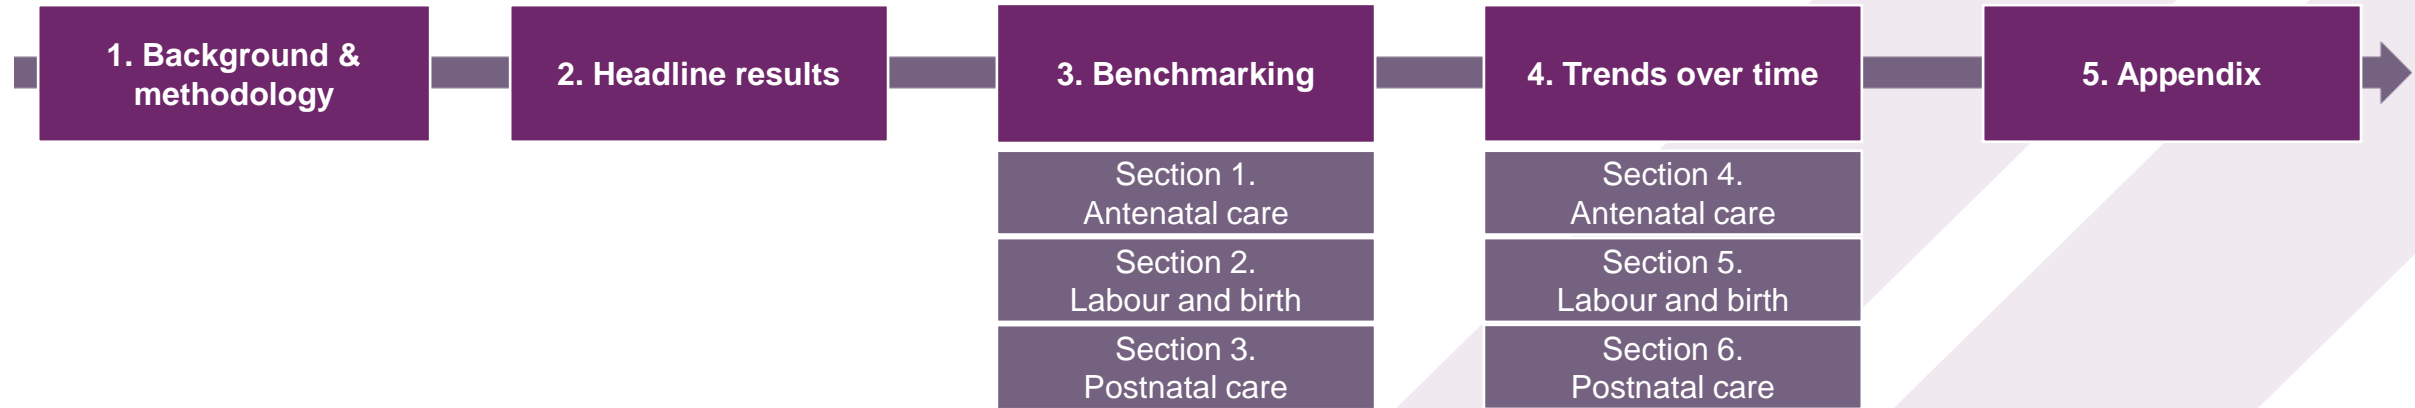 1. Background &
methodology
2. Headline results
3. Benchmarking
Section 1.
Antenatal care
Section 2.
Labour and birth
Section 3.
Postnatal care
4. Trends over time
Section 4.
Antenatal care
Section 5.
Labour and birth
Section 6.
Postnatal care
5. Appendix